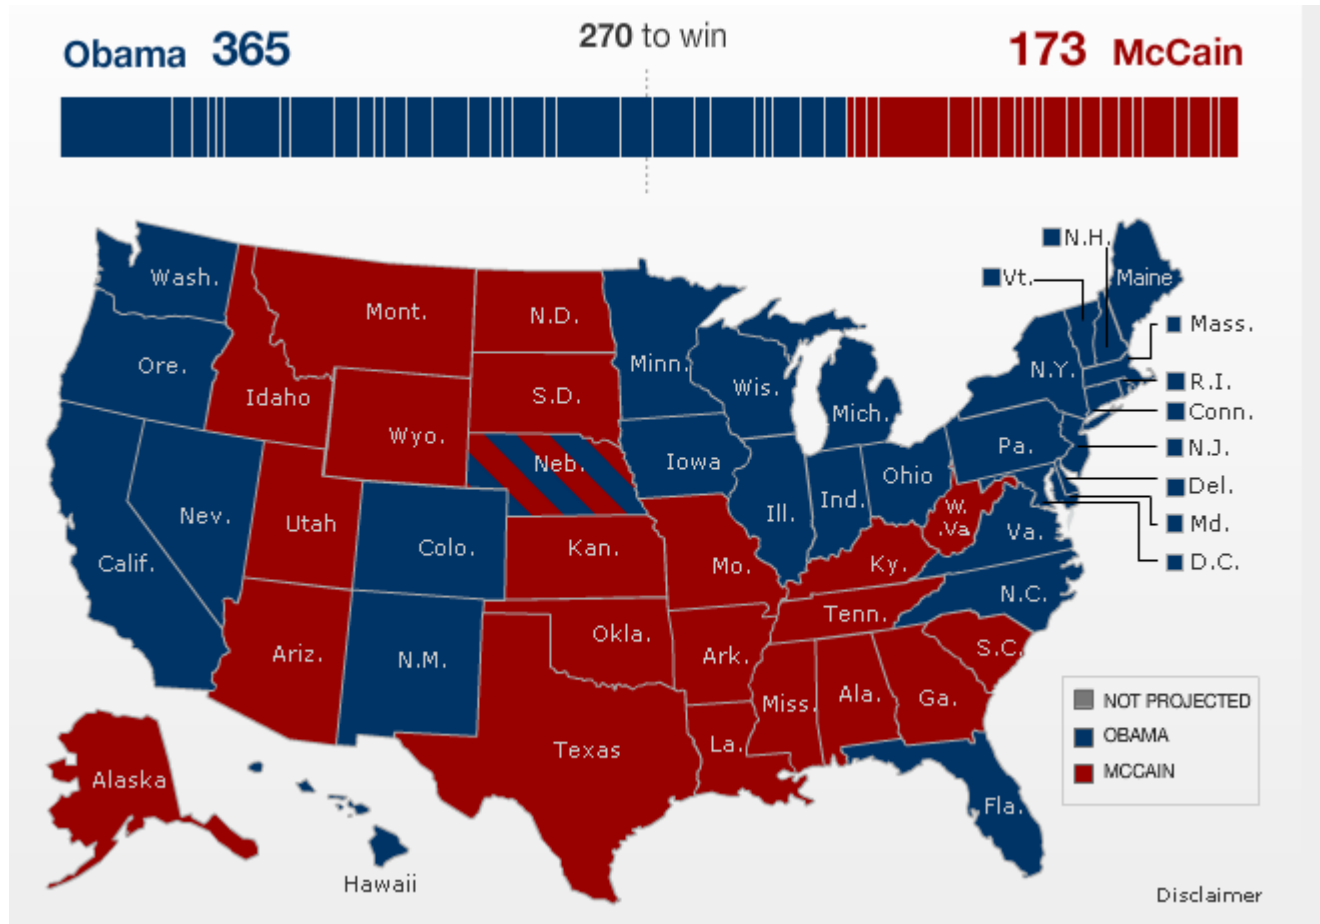 Obama 365
270 to win
173 McCain
N.H.
Vt.
Maine
Wash.
Mont.
N.D.
Mass.
Minn.
Ore.
N.Y.
R.I.
Idaho
S.D.
Wis.
Mich.
Conn.
Wyo.
Pa.
N.J.
Neb.
Iowa
Ohio
Del.
Nev.
Utah
Ill.
Ind.
W.
.Va
Md.
Colo.
Kan.
Va.
Calif.
Mo.
Ky.
D.C.
N.C.
Tenn.
Okla.
Ariz.
N.M.
Ark.
S.C.
Miss.
Ala.
Ga.
NOT PROJECTED
OBAMA
MCCAIN
Texas
La.
Alaska
Fla.
Hawaii
Disclaimer